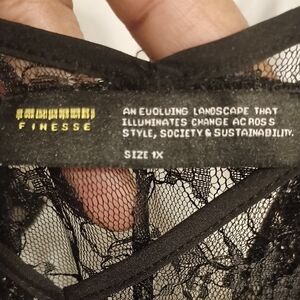 FINESSE
AN EVOLVING LANDSCAPE THAT
ILLUMINATES CHANGE ACROSS
STYLE, SOCIETY & SUSTAINABILITY.
SIZE 1X